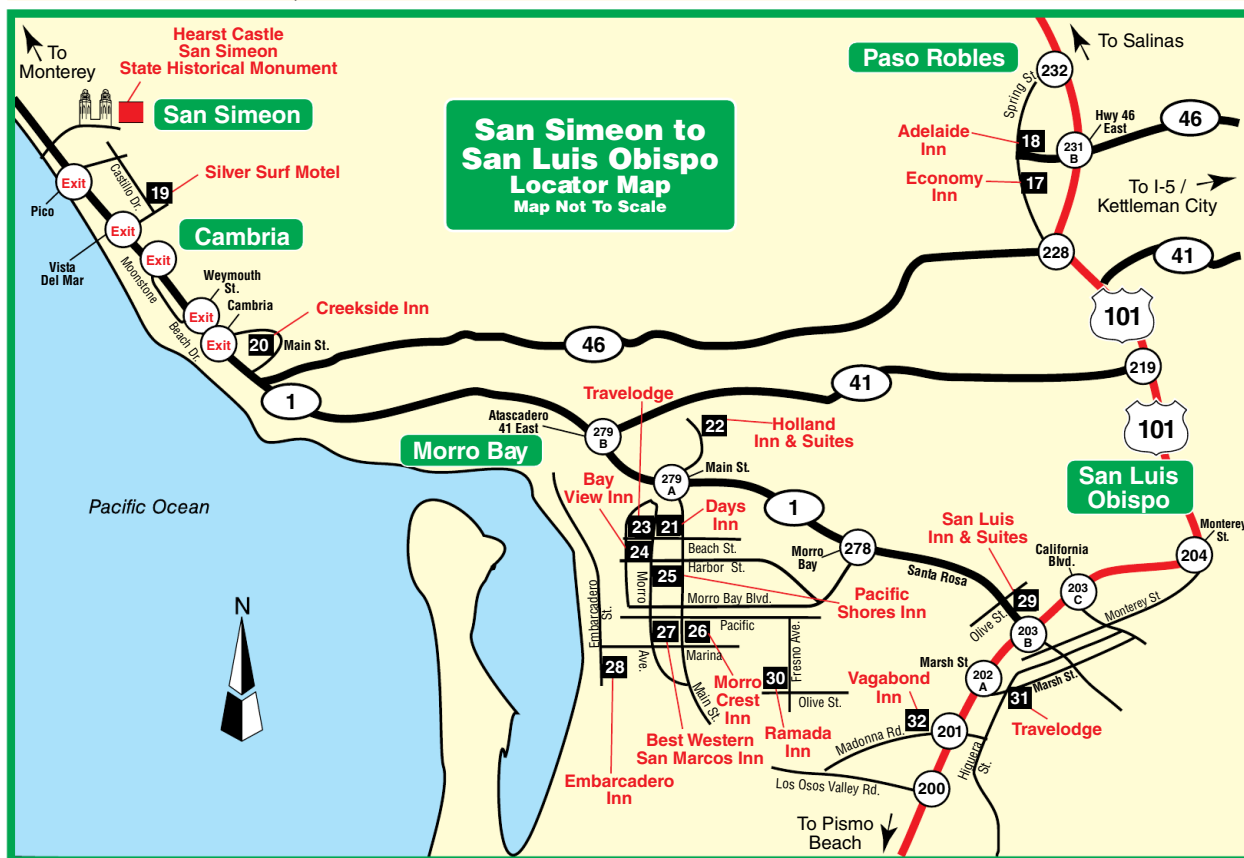 To
Monterey
Hearst Castle
San Simeon
State Historical Monument
San Simeon
Castillo Dr.
19
Silver Surf Motel
Exit
Pico
Exit
Vista
Del Mar
Cambria
Exit
Moonstone
Beach Dr.
Weymouth
St.
Exit
Cambria
Exit
20
Main St.
Creekside Inn
San Simeon to
San Luis Obispo
Locator Map
Map Not To Scale
Paso Robles
To Salinas
232
Spring St.
Hwy 46
East
46
Adelaide
Inn
18
231
B
Economy
Inn
17
To I-5 /
Kettleman City
228
41
101
46
219
101
1
41
Travelodge
Atascadero
41 East
279
B
22
Holland
Inn & Suites
Morro Bay
Main St.
279
A
Bay
View Inn
Days
Inn
1
San Luis
Obispo
Pacific Ocean
23
21
San Luis
Inn & Suites
Monterey
St.
24
Beach St.
Morro
Bay
278
California
Blvd.
204
Harbor St.
25
Santa Rosa
203
C
Morro
Morro Bay Blvd.
Pacific
Shores Inn
29
Olive St.
Monterey St
N
Embarcadero
St.
Pacific
203
B
27
26
Fresno Ave.
Marsh St
Ave.
Marina
28
30
Vagabond
Inn
202
A
31
Marsh St.
Main St.
Morro
Crest
Inn
Olive St.
32
Travelodge
Best Western
San Marcos Inn
Ramada
Inn
Madonna Rd.
201
Higuera
St.
Embarcadero
Inn
Los Osos Valley Rd.
200
To Pismo
Beach